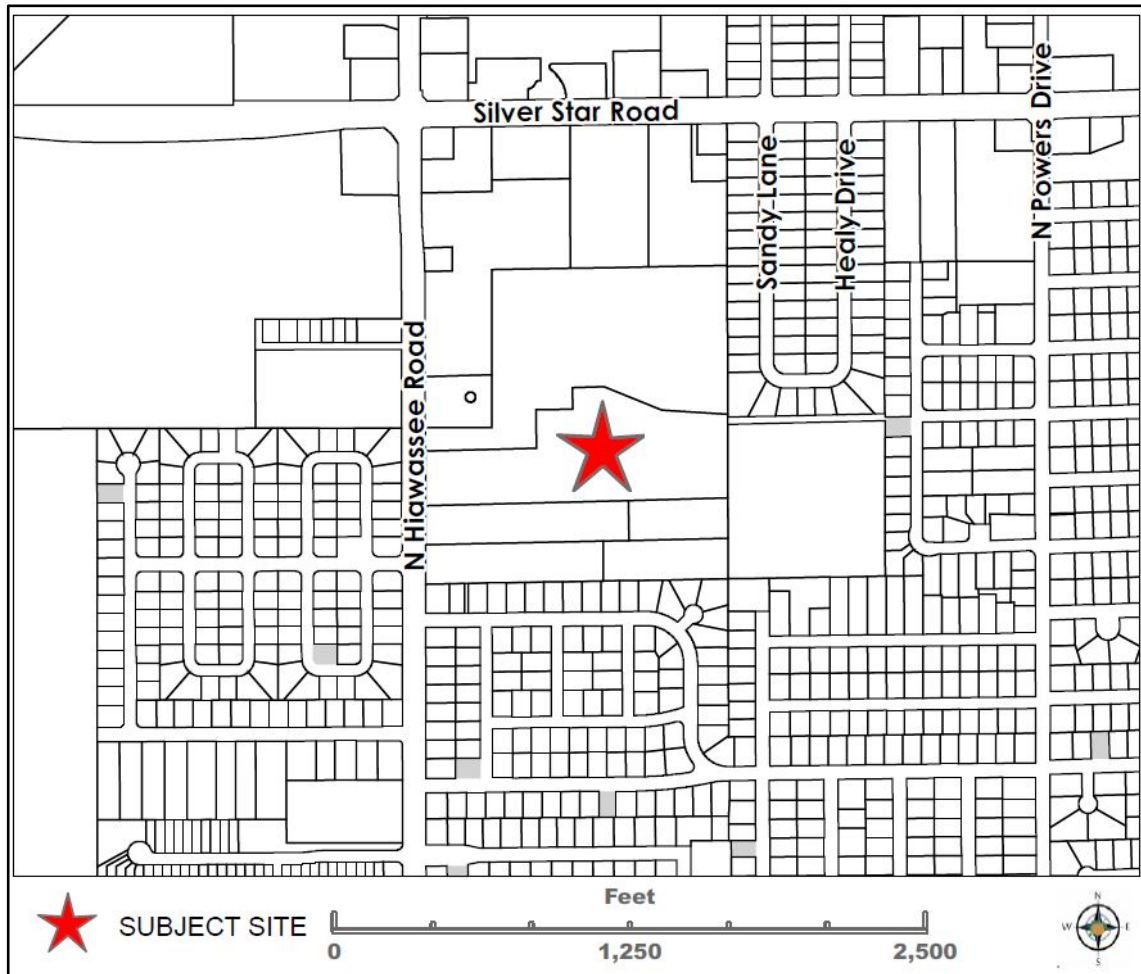 Silver Star Road
Sandy Lane
Healy Drive
N Powers Drive
N Hiawassee Road
SUBJECT SITE
Feet
0
1,250
2,500
N
W
E
S